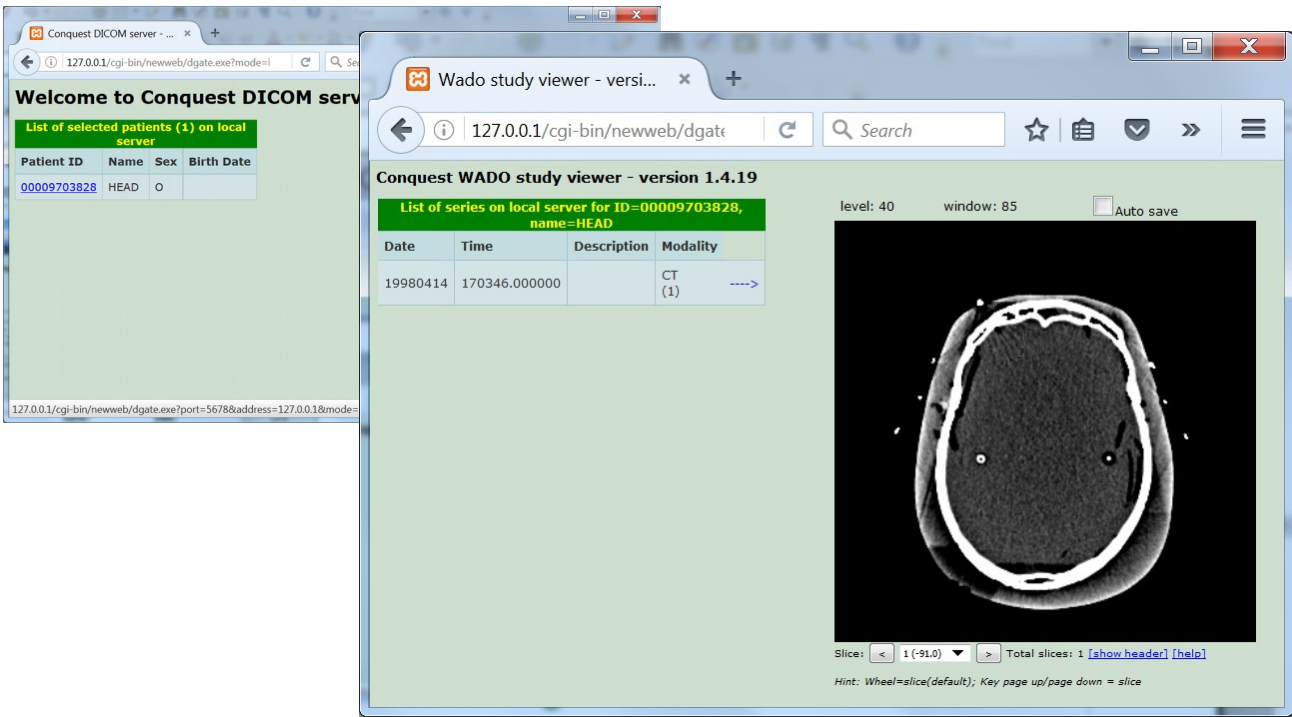 Conquest DICOM server - ...
127.0.0.1/cgi-bin/newweb/dgate.exe?mode=
Welcome to Conquest DICOM serv
List of selected patients (1) on local
server
Patient ID Name Sex Birth Date
00009703828 HEAD O
127.0.0.1/cgi-bin/newweb/dgate.exe?port=5678&address=127.0.0.1&mode=
Wado study viewer - versi...
127.0.0.1/cgi-bin/newweb/dgate
Search
Conquest WADO study viewer - version 1.4.19
List of series on local server for ID=00009703828,
name=HEAD
Date Time Description Modality
19980414 170346.000000 CT (1) ---->
level: 40 window: 85 Auto save
Slice: < 1 (-91.0) > Total slices: 1 [show header] [help]
Hint: Wheel=slice(default); Key page up/page down = slice